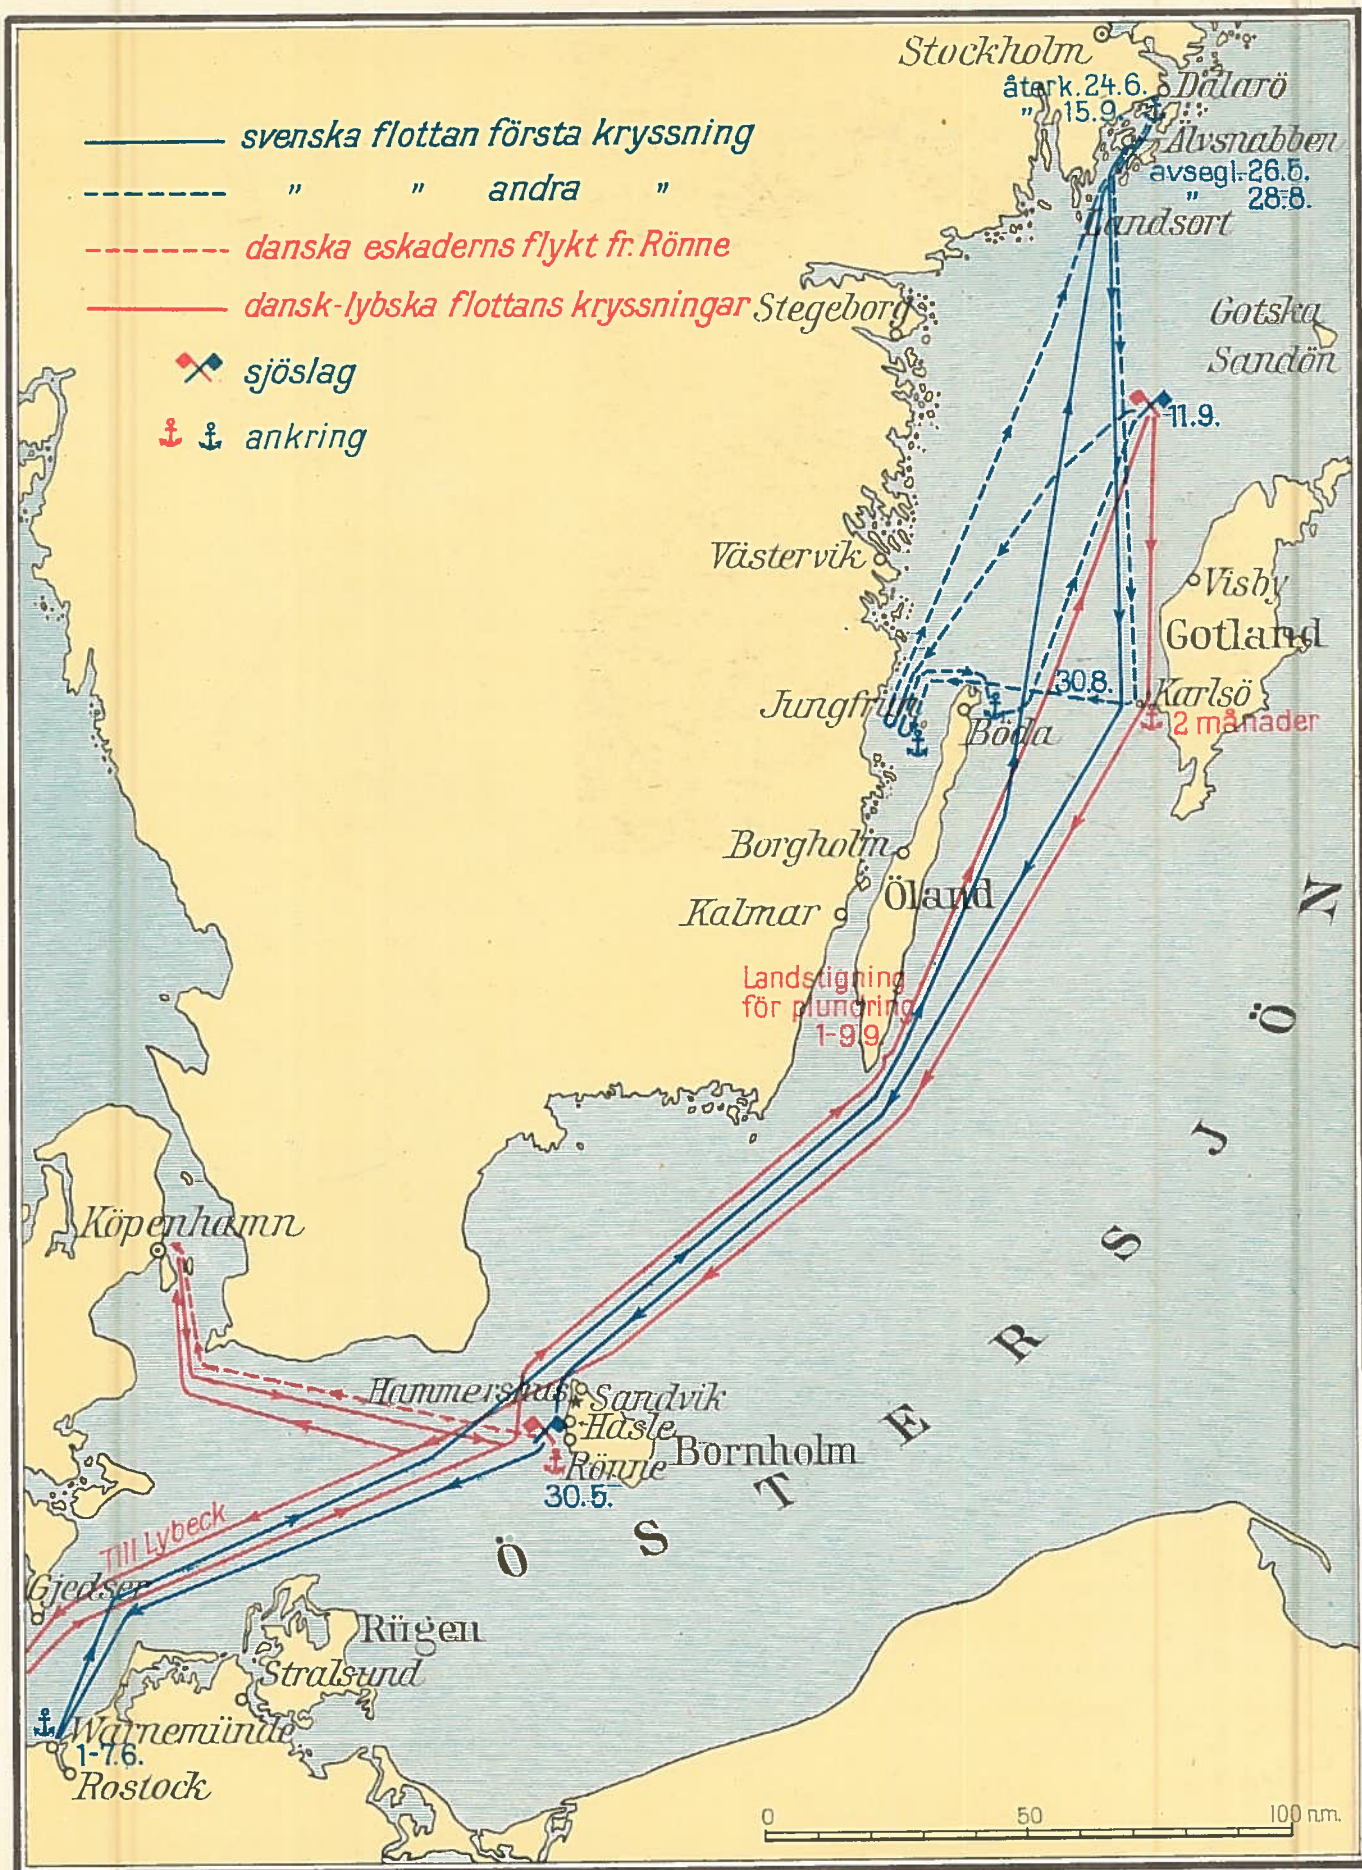 Stockholm
återk. 24.6.
" 15.9.
Dalarö
Älvsnabben
avsegl. 26.5.
" 28.8.
Landsort
svenska flottan första kryssning
" " andra "
danska eskaderns flykt fr. Rönne
dansk-lybska flottans kryssningar
sjöslag
ankring
Stegeborg
Gotska
Sandön
11.9.
Västervik
Visby
Gotland
30.8.
Karlsö
2 månader
Jungfrun
Böda
Borgholm
Öland
Kalmar
Landstigning
för plundring
1-9 9.
Köpenhamn
Hammershus
Sandvik
Hasle
Rönne
Bornholm
30.5.
ÖSTERSJÖN
Till Lybeck
Gjedser
Rügen
Stralsund
Warnemünde
1-7.6.
Rostock
0 50 100 n.m.